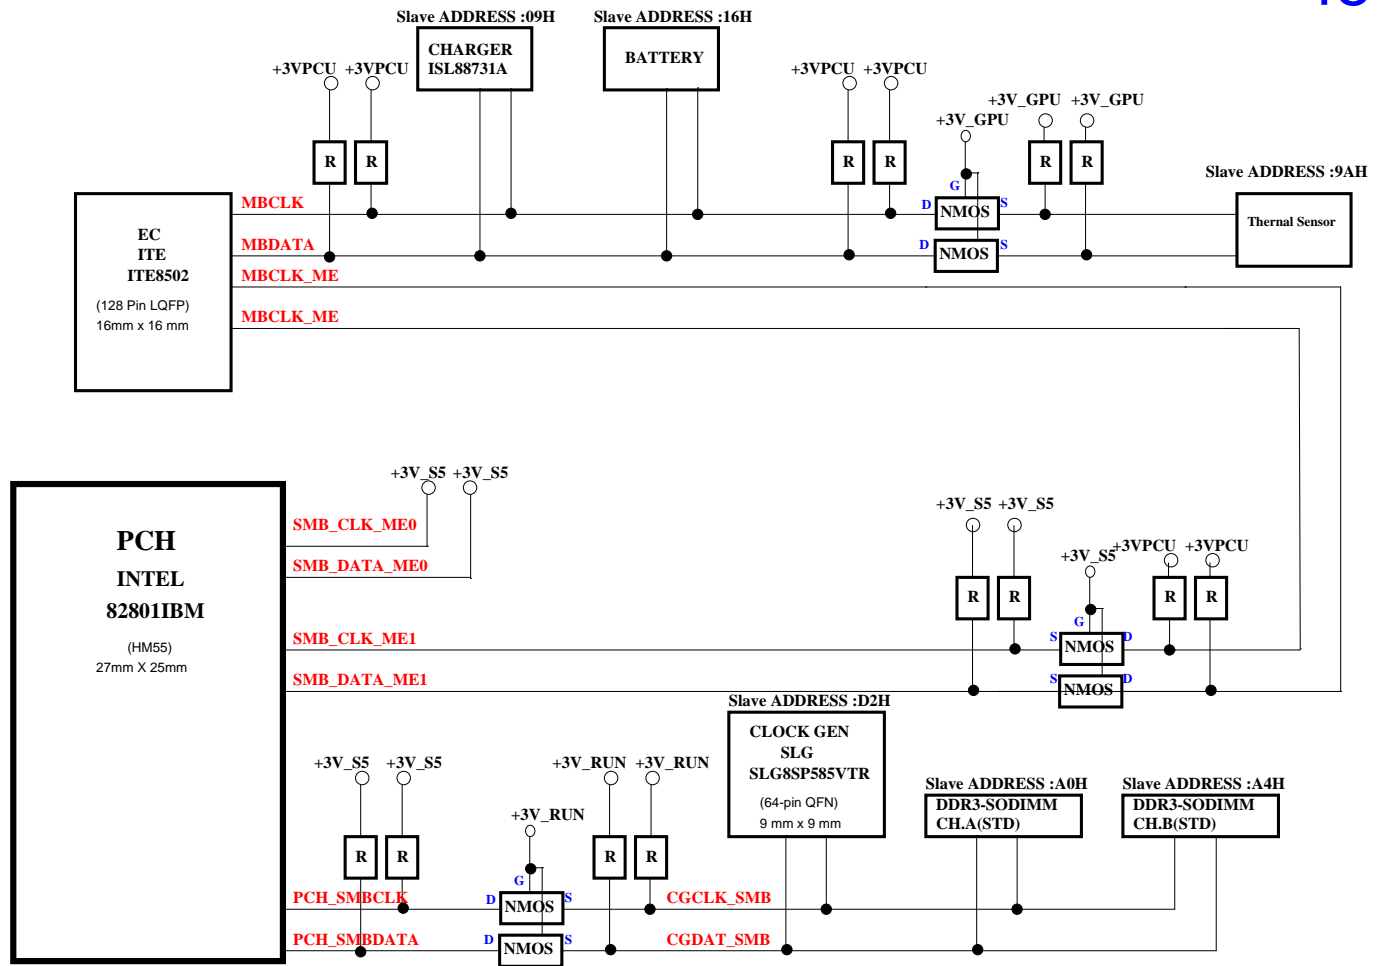 Slave ADDRESS :09H
Slave ADDRESS :16H
CHARGER
ISL88731A
BATTERY
+3VPCU
+3VPCU
+3VPCU
+3VPCU
+3V_GPU
+3V_GPU
+3V_GPU
R
R
R
R
R
R
Slave ADDRESS :9AH
G
MBCLK
D
NMOS
S
Thernal Sensor
EC
ITE
ITE8502
(128 Pin LQFP)
16mm x 16 mm
MBDATA
D
NMOS
S
MBCLK_ME
MBCLK_ME
+3V_S5
+3V_S5
SMB_CLK_ME0
SMB_DATA_ME0
PCH
INTEL
82801IBM
(HM55)
27mm X 25mm
+3V_S5
+3V_S5
+3V_S5
+3VPCU
+3VPCU
R
R
R
R
G
SMB_CLK_ME1
S
NMOS
D
SMB_DATA_ME1
S
NMOS
D
Slave ADDRESS :D2H
CLOCK GEN
SLG
SLG8SP585VTR
(64-pin QFN)
9 mm x 9 mm
Slave ADDRESS :A0H
DDR3-SODIMM
CH.A(STD)
Slave ADDRESS :A4H
DDR3-SODIMM
CH.B(STD)
+3V_S5
+3V_S5
+3V_RUN
+3V_RUN
+3V_RUN
R
R
R
R
G
PCH_SMBCLK
D
NMOS
S
CGCLK_SMB
PCH_SMBDATA
D
NMOS
S
CGDAT_SMB